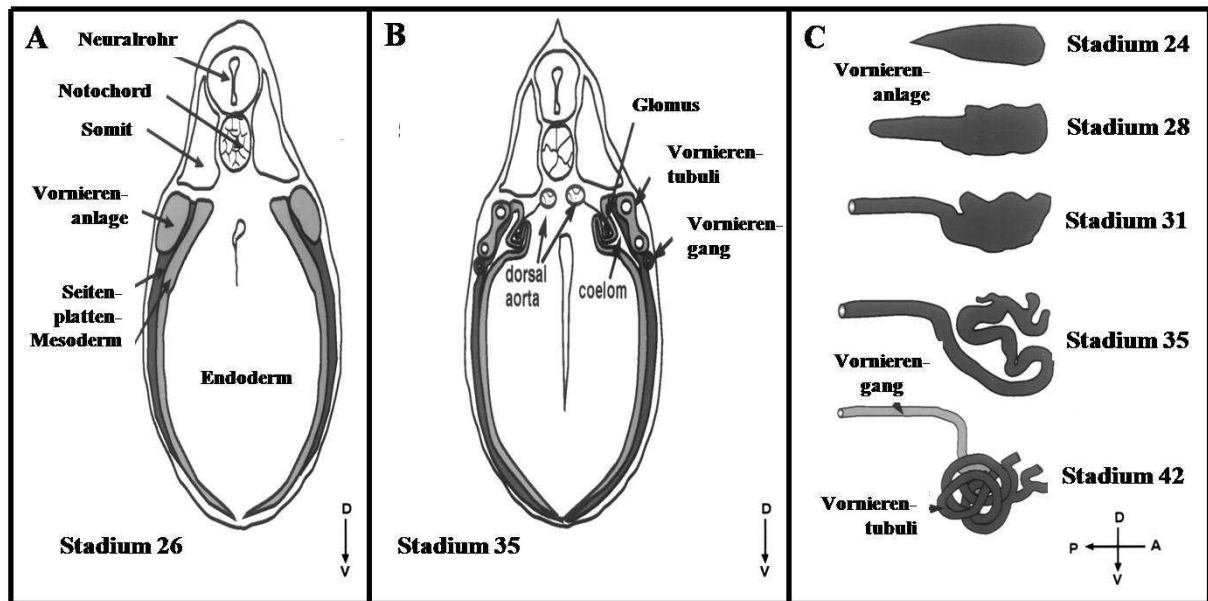 A
Neuralrohr
Notochord
Somit
Vornieren-
anlage
Seiten-
platten-
Mesoderm
Endoderm
Stadium 26
D
V
B
Glomus
Vornieren-
tubuli
Vornieren-
gang
dorsal
aorta
coelom
Stadium 35
D
V
C
Stadium 24
Vornieren-
anlage
Stadium 28
Stadium 31
Stadium 35
Vornieren-
gang
Stadium 42
Vornieren-
tubuli
D
P A
V